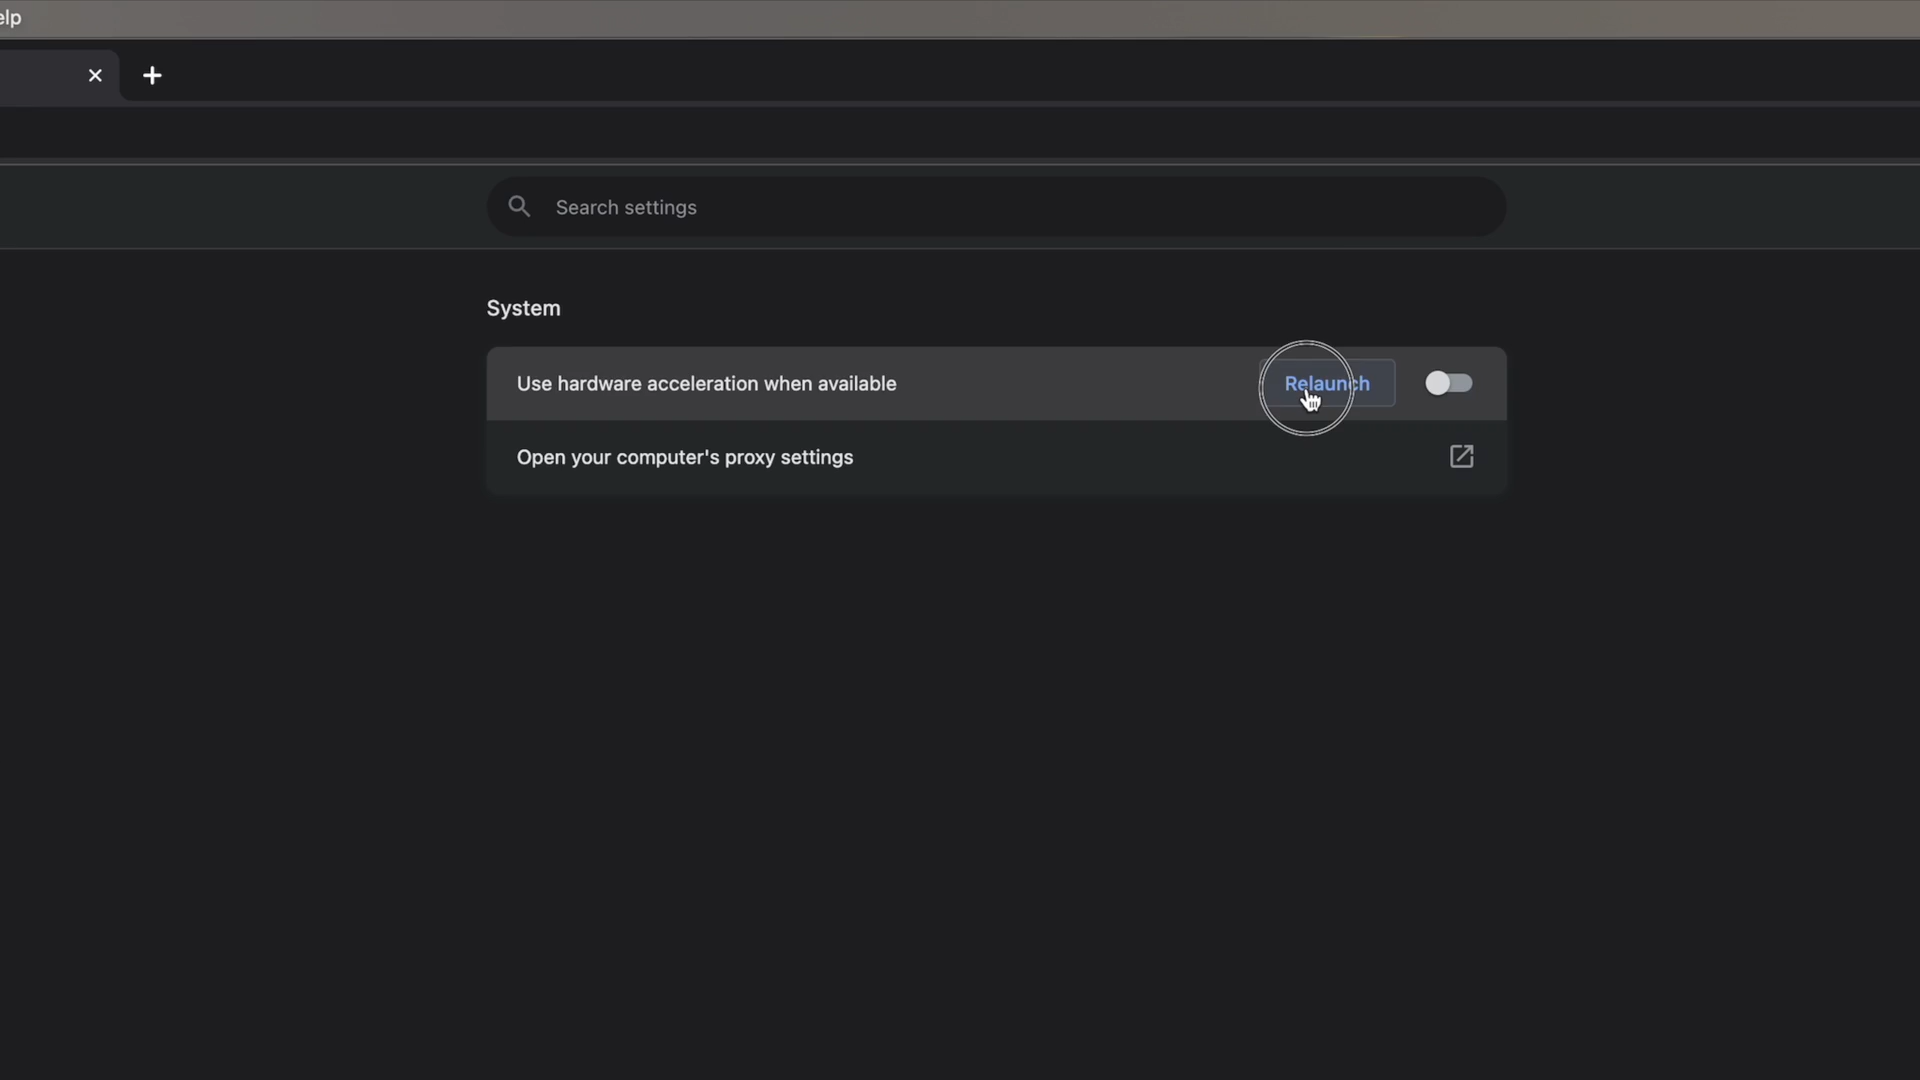 elp
Search settings
System
Use hardware acceleration when available
Relaunch
Open your computer's proxy settings